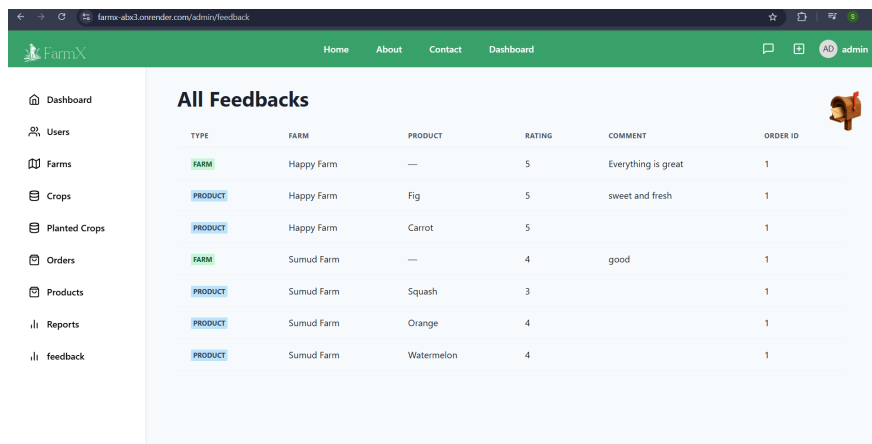 farmx-abx3.onrender.com/admin/feedback
S
FarmX
Home About Contact Dashboard
AD admin
Dashboard
Users
Farms
Crops
Planted Crops
Orders
Products
Reports
feedback
All Feedbacks
TYPE FARM PRODUCT RATING COMMENT ORDER ID
FARM Happy Farm — 5 Everything is great 1
PRODUCT Happy Farm Fig 5 sweet and fresh 1
PRODUCT Happy Farm Carrot 5 1
FARM Sumud Farm — 4 good 1
PRODUCT Sumud Farm Squash 3 1
PRODUCT Sumud Farm Orange 4 1
PRODUCT Sumud Farm Watermelon 4 1